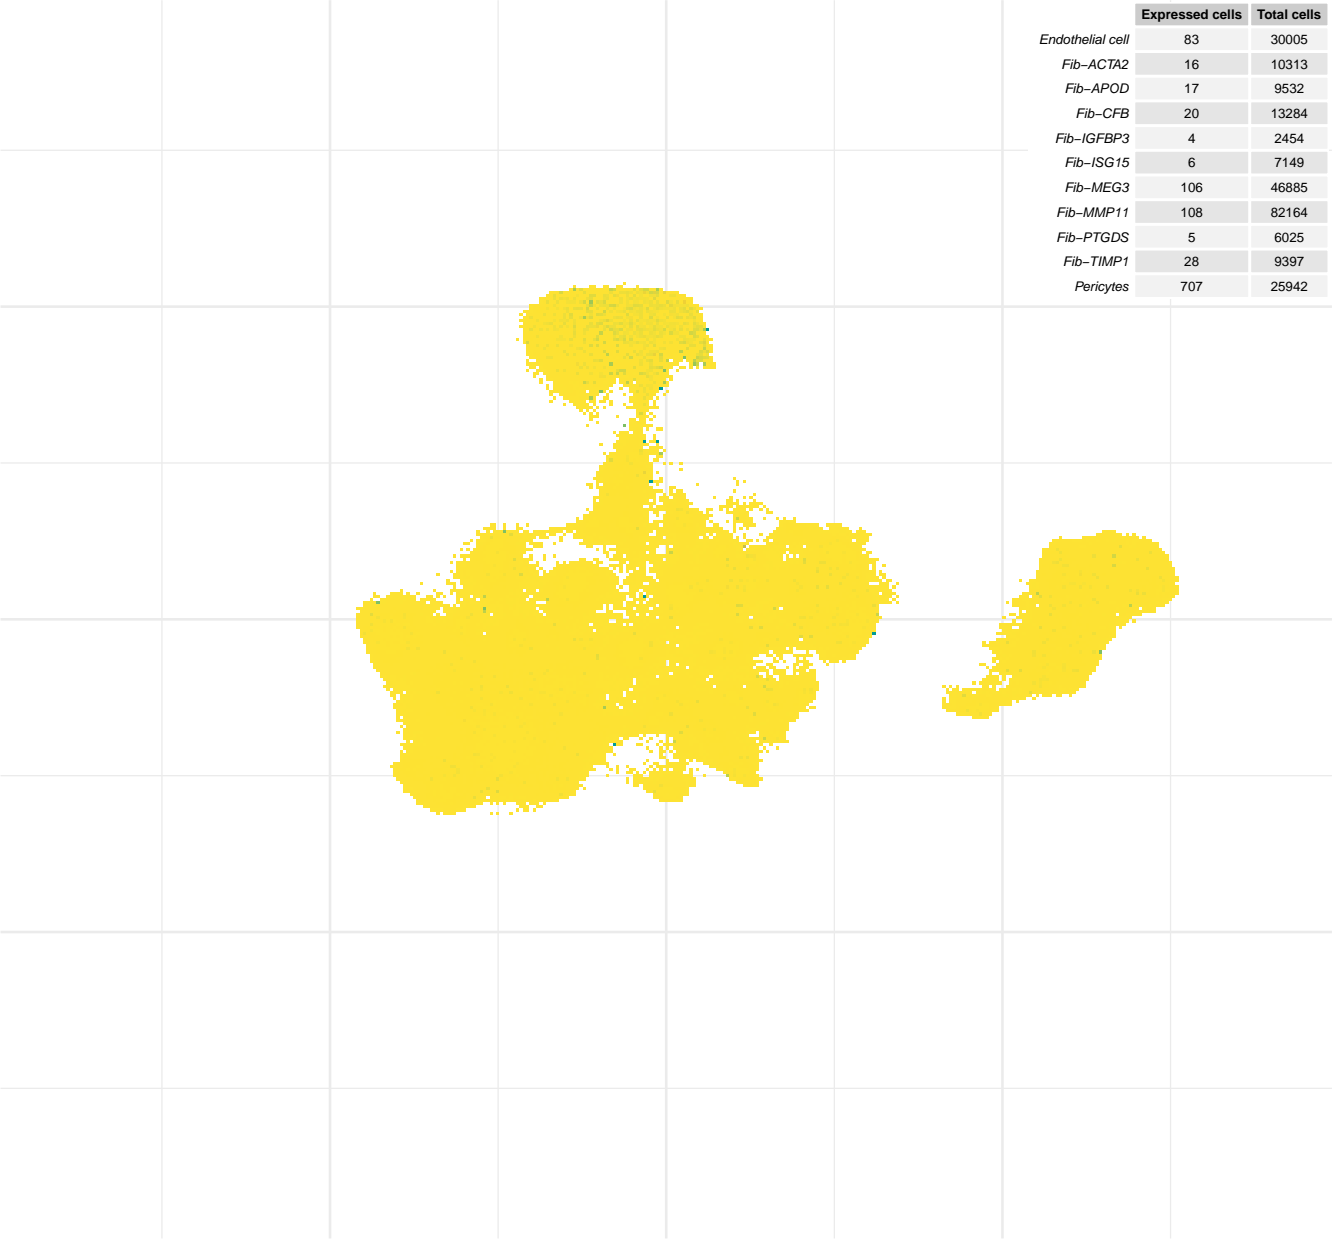 Expressed cells Total cells
Endothelial cell 83 30005
Fib−ACTA2 16 10313
Fib−APOD 17 9532
Fib−CFB 20 13284
Fib−IGFBP3 4 2454
Fib−ISG15 6 7149
Fib−MEG3 106 46885
Fib−MMP11 108 82164
Fib−PTGDS 5 6025
Fib−TIMP1 28 9397
Pericytes 707 25942